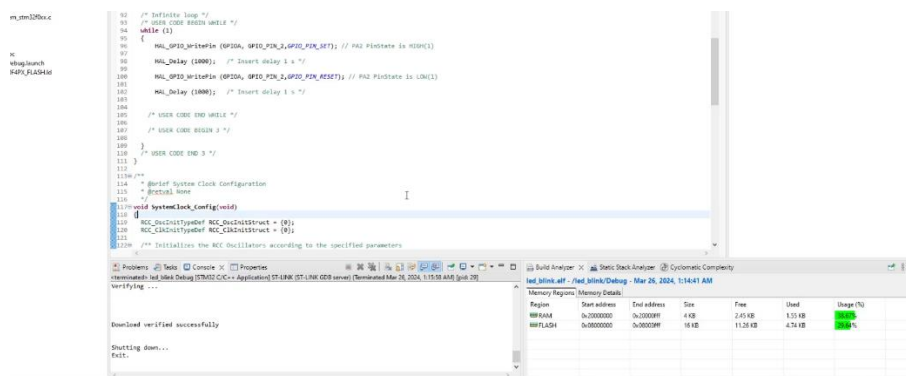 vn_stm32f0xx.c
ebug.launch
IF4PX_FLASH.ld
92 /* Infinite loop */
93 /* USER CODE BEGIN WHILE */
94 while (1)
95 {
96 HAL_GPIO_WritePin (GPIOA, GPIO_PIN_2,GPIO_PIN_SET); // PA2 PinState is HIGH(1)
97
98 HAL_Delay (1000); /* Insert delay 1 s */
99
100 HAL_GPIO_WritePin (GPIOA, GPIO_PIN_2,GPIO_PIN_RESET); // PA2 PinState is LOW(1)
101
102 HAL_Delay (1000); /* Insert delay 1 s */
103
104
105 /* USER CODE END WHILE */
106
107 /* USER CODE BEGIN 3 */
108
109 }
110 /* USER CODE END 3 */
111 }
112
113 /**
114 * @brief System Clock Configuration
115 * @retval None
116 */
117 void SystemClock_Config(void)
118 {
119 RCC_OscInitTypeDef RCC_OscInitStruct = {0};
120 RCC_ClkInitTypeDef RCC_ClkInitStruct = {0};
121
122 /** Initializes the RCC Oscillators according to the specified parameters
Problems Tasks Console × Properties
<terminated> led_blink Debug [STM32 C/C++ Application] ST-LINK (ST-LINK GDB server) (Terminated Mar 26, 2024, 1:15:58 AM) [pid: 29]
Verifying ...
Download verified successfully
Shutting down...
Exit.
Build Analyzer × Static Stack Analyzer Cyclomatic Complexity
led_blink.elf - /led_blink/Debug - Mar 26, 2024, 1:14:41 AM
Memory Regions Memory Details
Region Start address End address Size Free Used Usage (%)
RAM 0x20000000 0x20000fff 4 KB 2.45 KB 1.55 KB
FLASH 0x08000000 0x08003fff 16 KB 11.26 KB 4.74 KB 29.64%